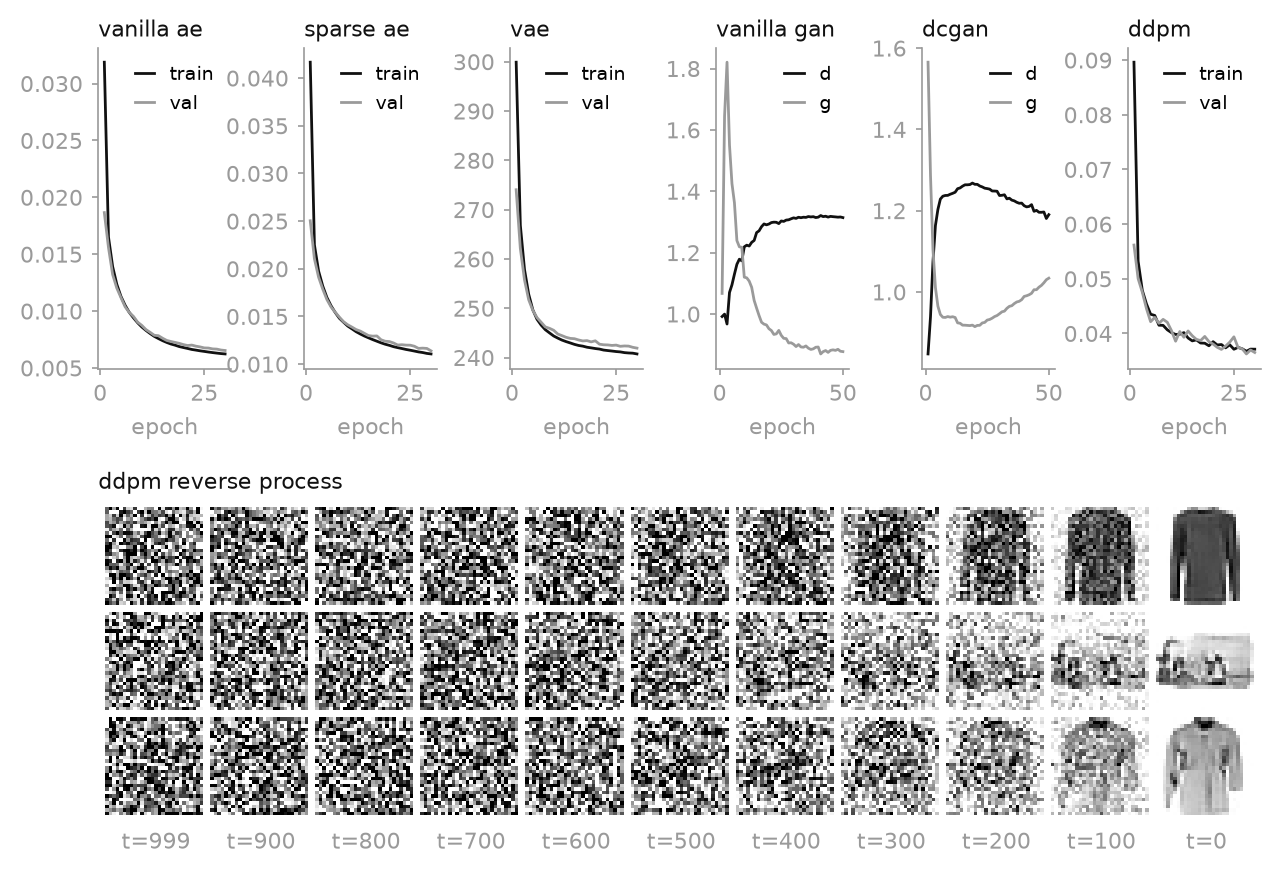 vanilla ae
train
val
0.030
0.025
0.020
0.015
0.010
0.005
0
25
epoch
sparse ae
train
val
0.040
0.035
0.030
0.025
0.020
0.015
0.010
0
25
epoch
vae
train
val
300
290
280
270
260
250
240
0
25
epoch
vanilla gan
d
g
1.8
1.6
1.4
1.2
1.0
0
50
epoch
dcgan
d
g
1.6
1.4
1.2
1.0
0
50
epoch
ddpm
train
val
0.09
0.08
0.07
0.06
0.05
0.04
0
25
epoch
ddpm reverse process
t=999 t=900 t=800 t=700 t=600 t=500 t=400 t=300 t=200 t=100 t=0